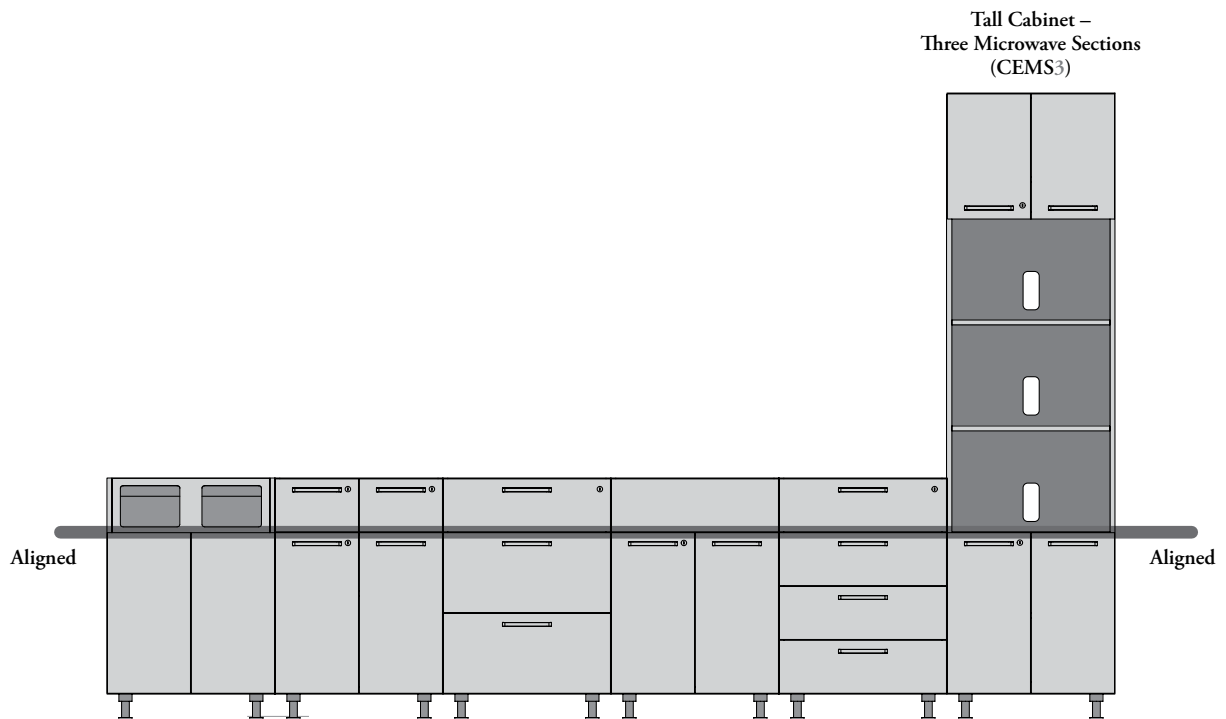 Tall Cabinet –
Three Microwave Sections
(CEMS3)
Aligned
Aligned